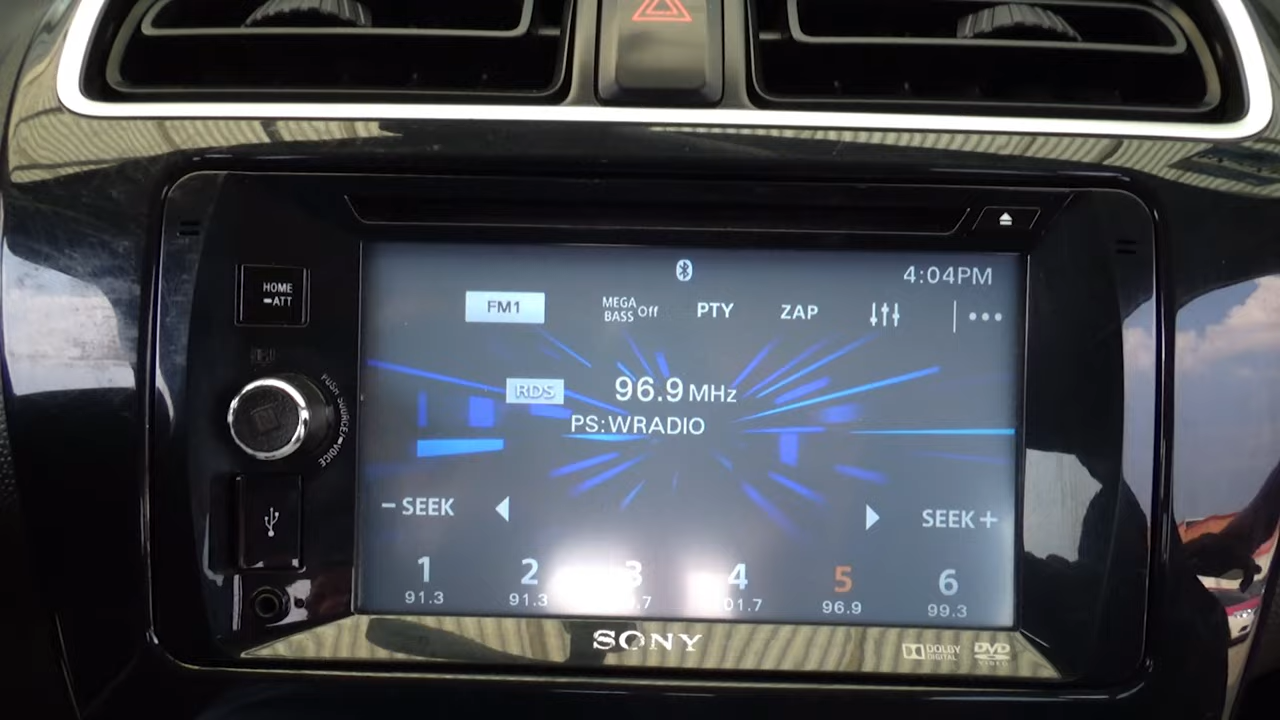 4:04PM
FM1 MEGA BASS Off PTY ZAP
HOME
ATT
RDS 96.9 MHz
PS:WRADIO
PUSH SOURCE/ VOICE
− SEEK SEEK +
1 2 3 4 5 6
91.3 91.3 96.9 99.3
SONY
DOLBY DIGITAL DVD VIDEO